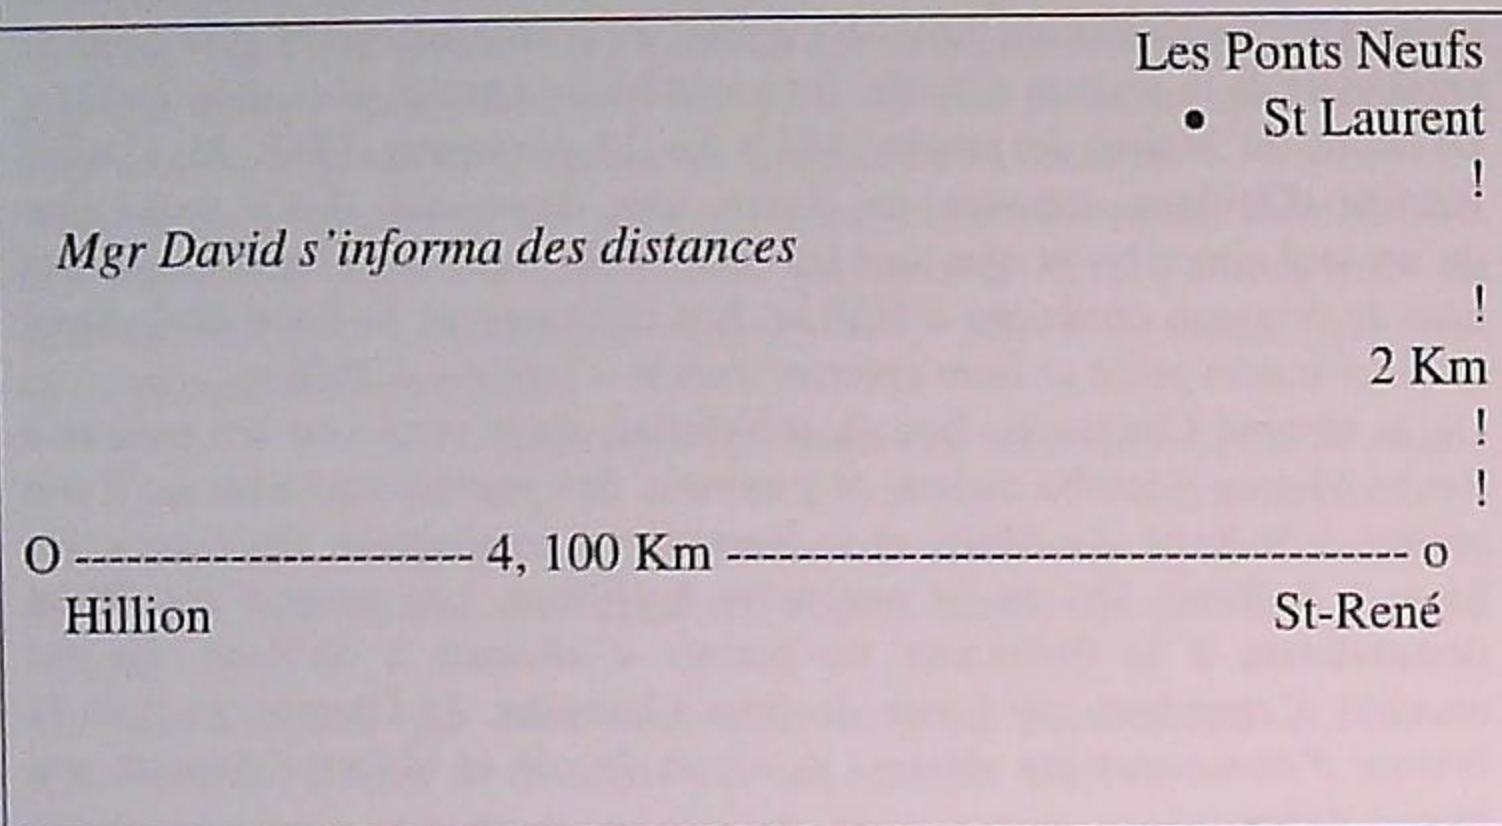 Les Ponts Neufs
• St Laurent
!
Mgr David s'informa des distances
!
2 Km
!
!
O -------------------- 4, 100 Km ----------------------------------- o
Hillion St-René